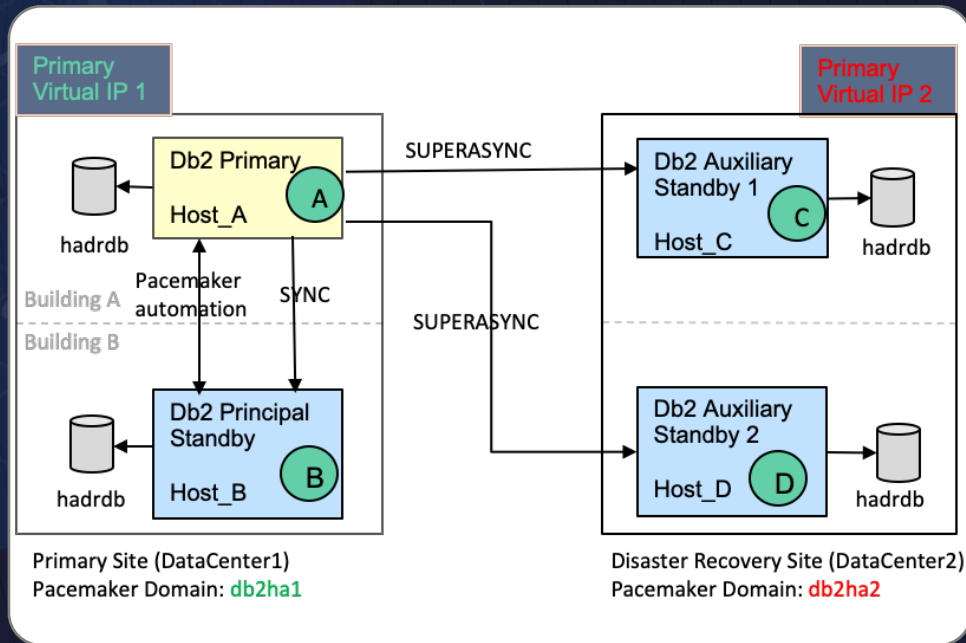 Primary
Virtual IP 1
Primary
Virtual IP 2
Db2 Primary
Host_A
A
hadrdb
SUPERASYNC
Db2 Auxiliary
Standby 1
Host_C
C
hadrdb
Pacemaker
automation
SYNC
Building A
Building B
SUPERASYNC
Db2 Principal
Standby
Host_B
B
hadrdb
Db2 Auxiliary
Standby 2
Host_D
D
hadrdb
Primary Site (DataCenter1)
Pacemaker Domain: db2ha1
Disaster Recovery Site (DataCenter2)
Pacemaker Domain: db2ha2